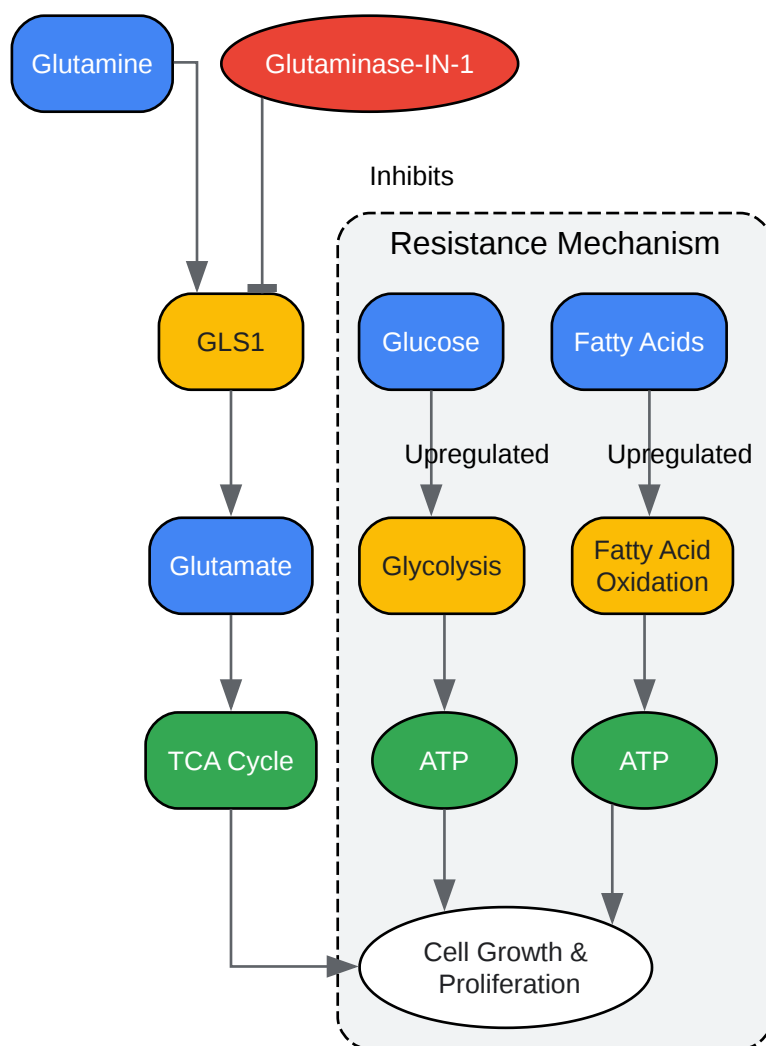 Glutamine
Glutaminase-IN-1
Inhibits
Resistance Mechanism
GLS1
Glucose
Fatty Acids
Upregulated
Upregulated
Glutamate
Glycolysis
Fatty Acid
Oxidation
TCA Cycle
ATP
ATP
Cell Growth &
Proliferation